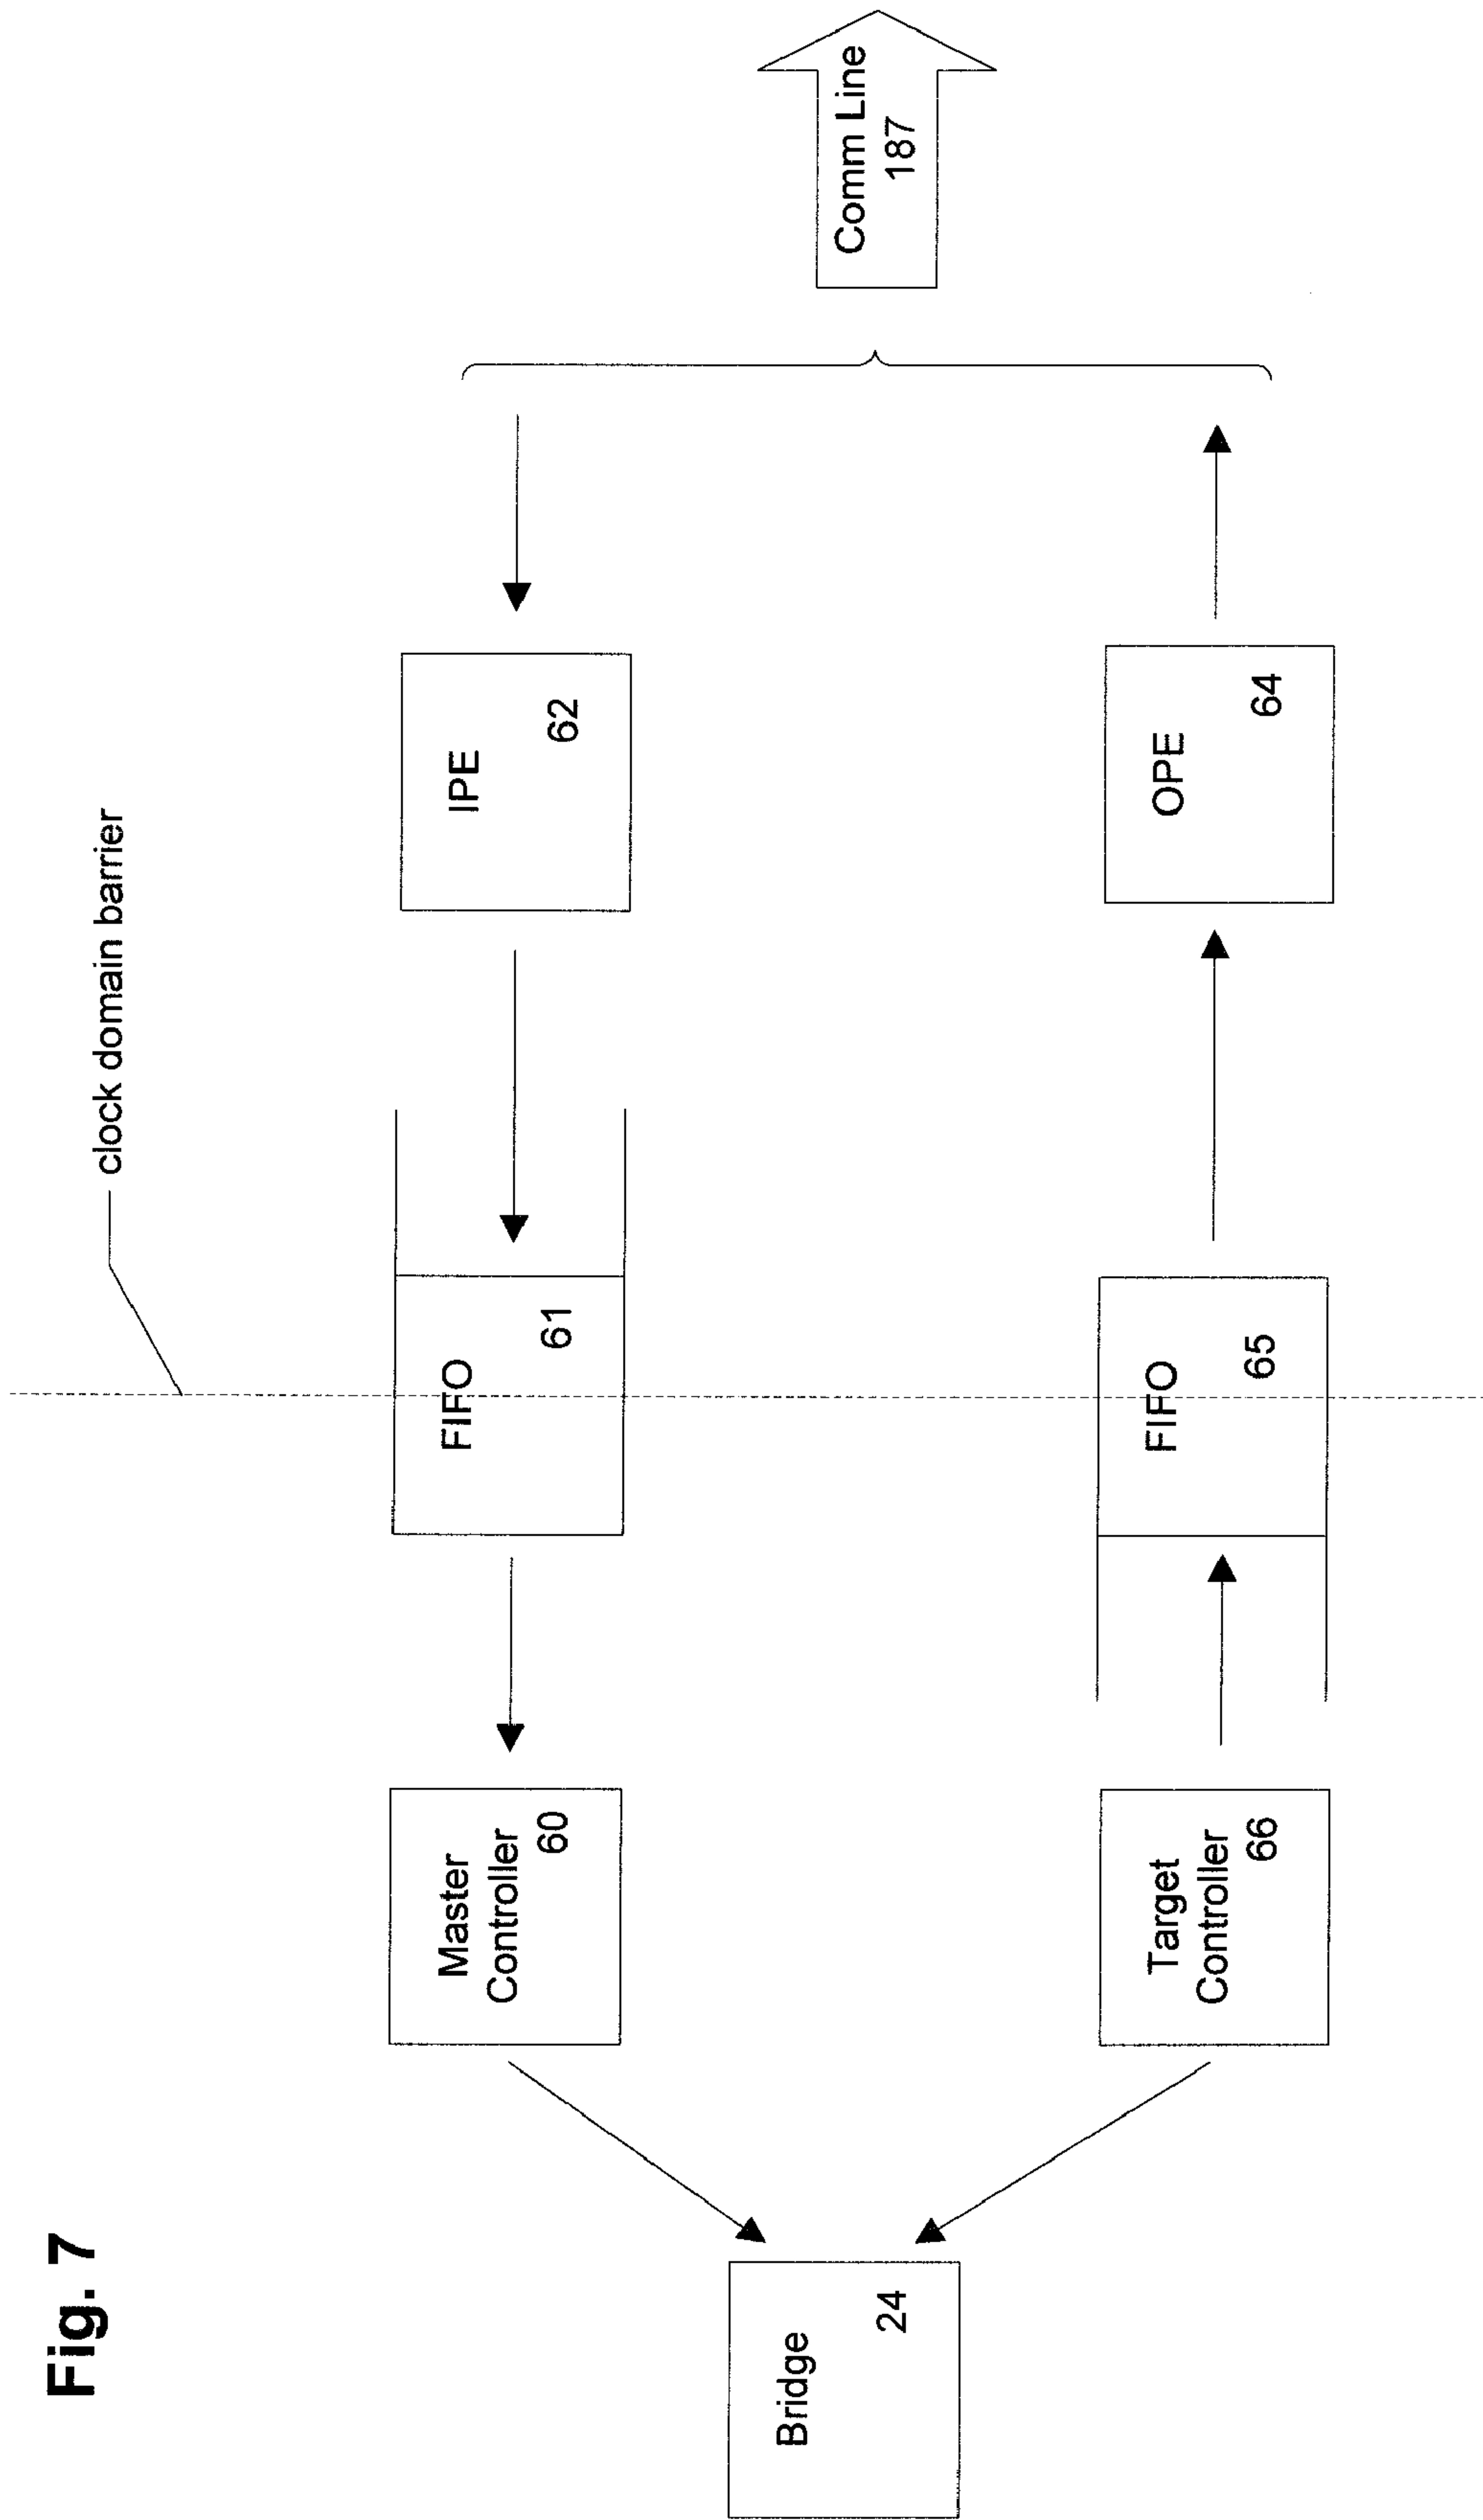 Fig. 7
clock domain barrier
Master
Controller
60
FIFO
61
IPE
62
Bridge
24
Comm Line
187
Target
Controller
66
FIFO
65
OPE
64